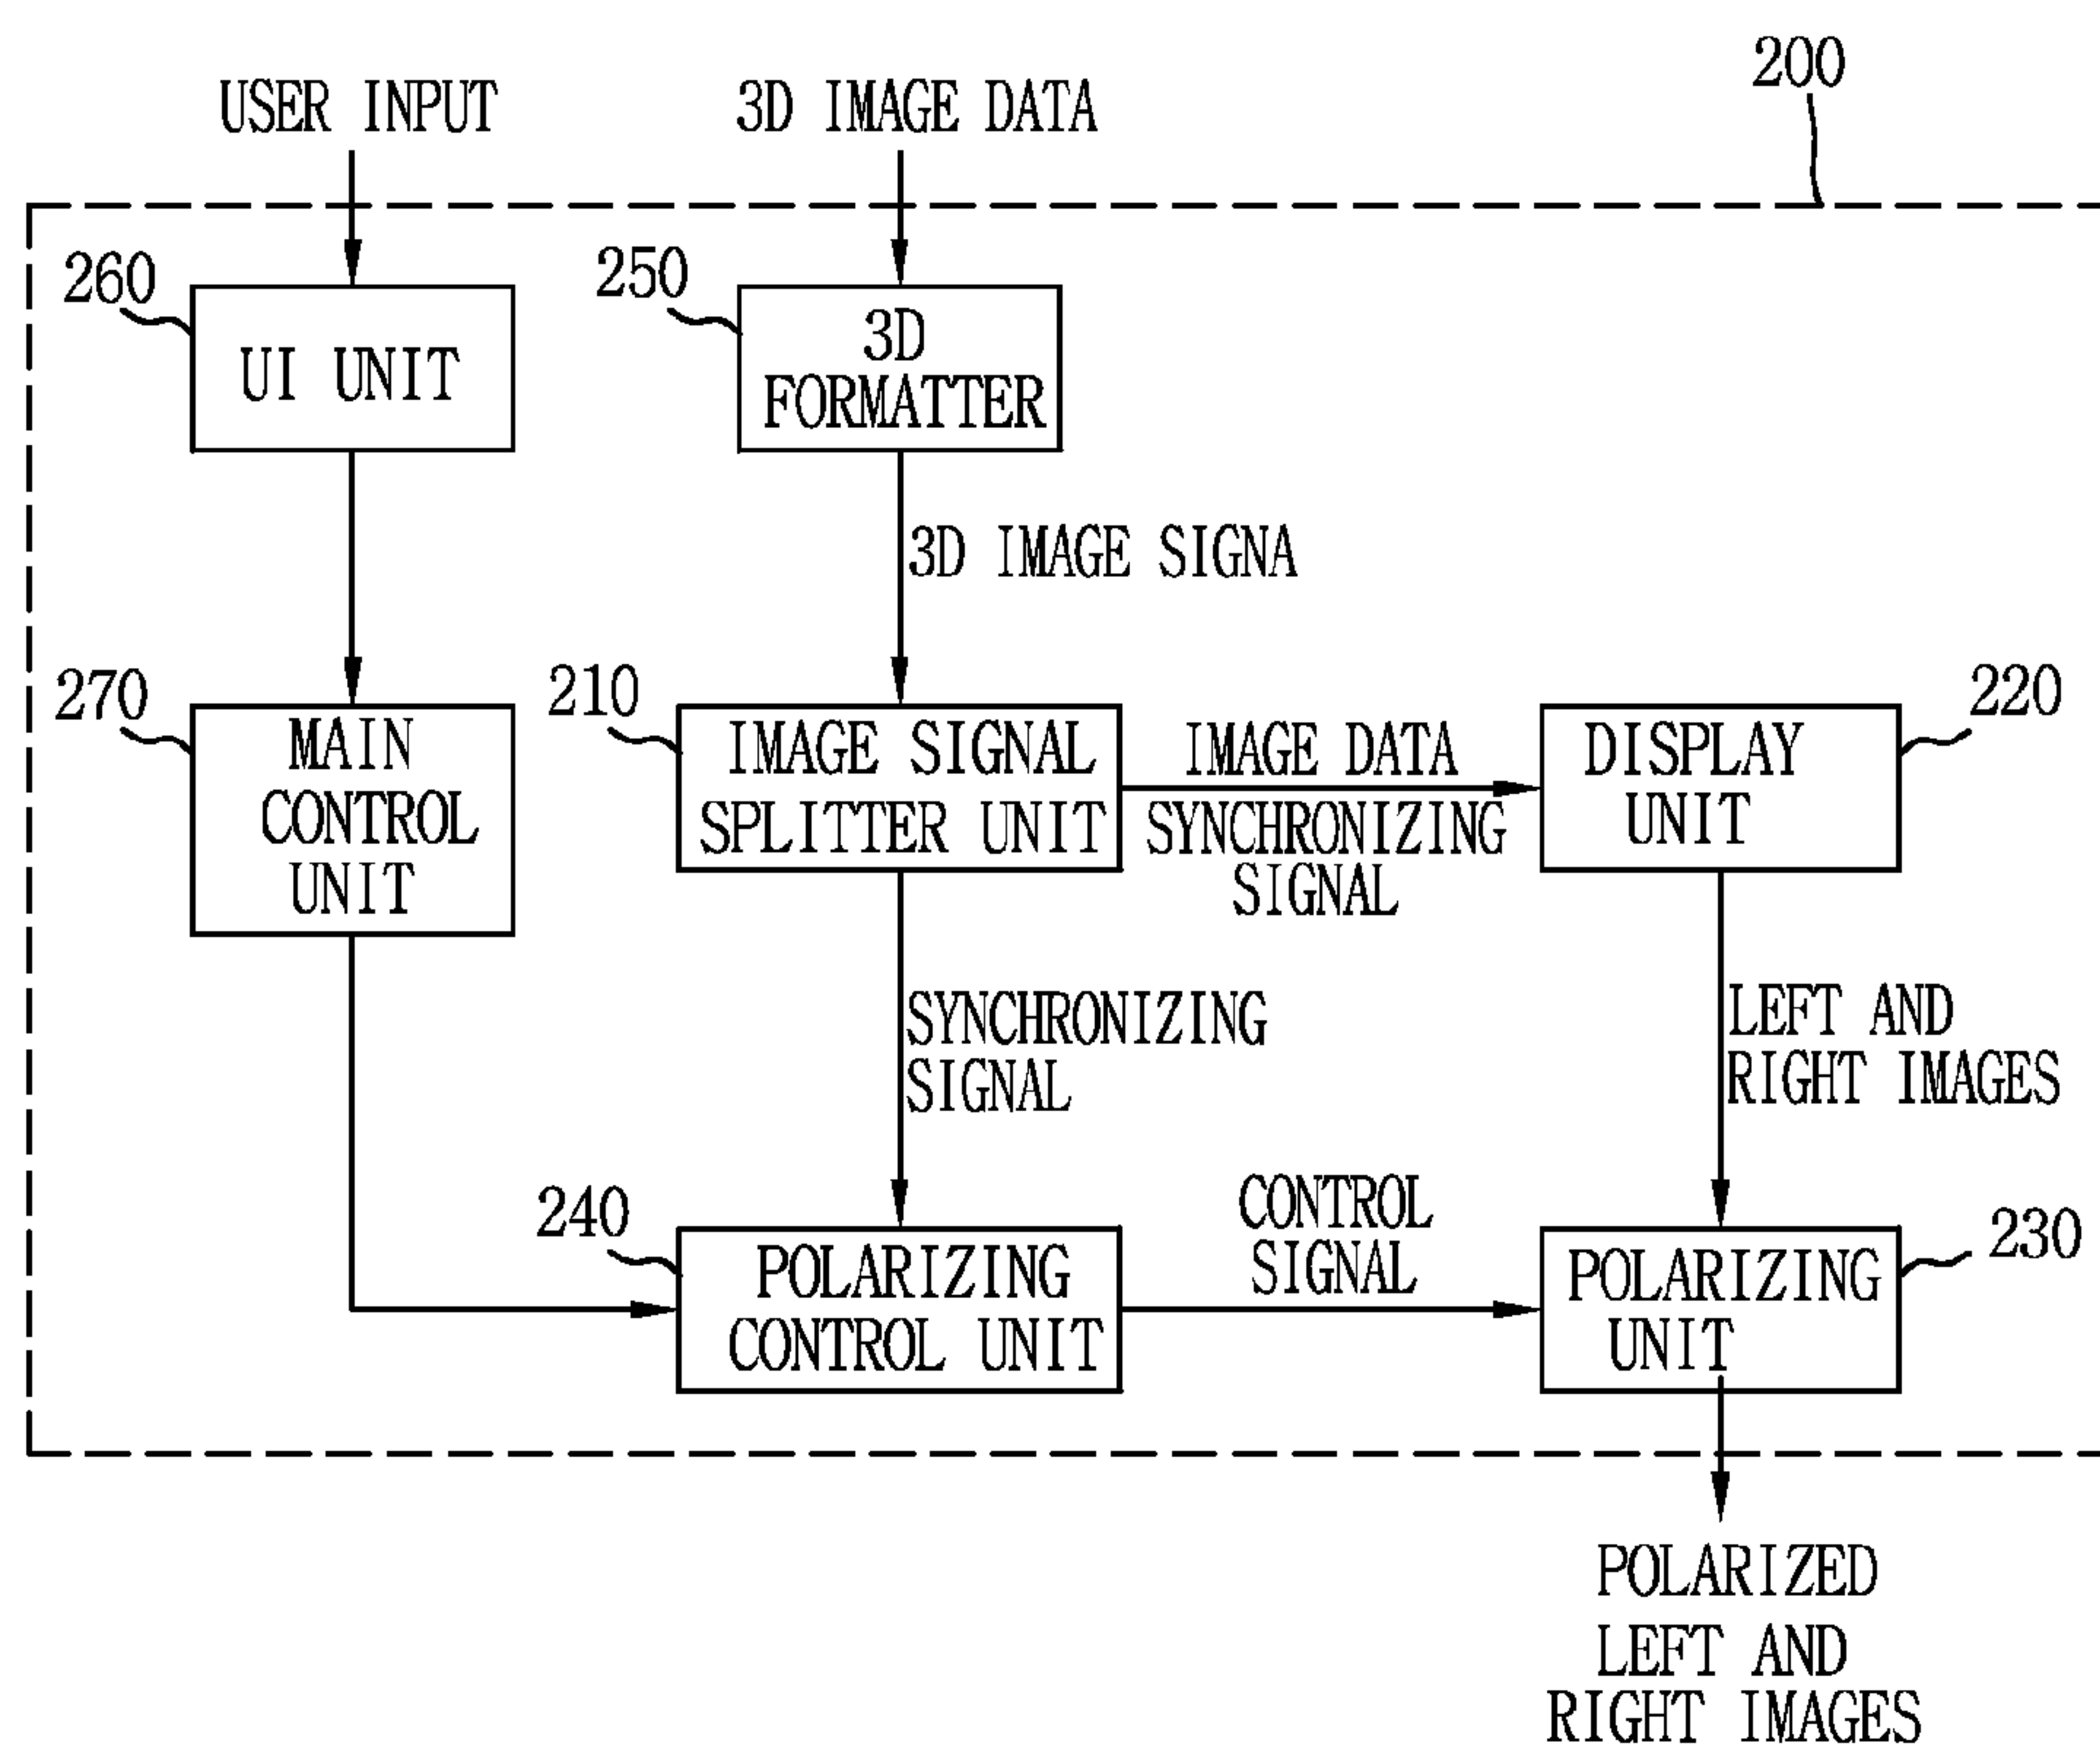 200
USER INPUT
3D IMAGE DATA
260
UI UNIT
250
3D
FORMATTER
3D IMAGE SIGNA
270
MAIN
CONTROL
UNIT
210
IMAGE SIGNAL
SPLITTER UNIT
IMAGE DATA
SYNCHRONIZING
SIGNAL
DISPLAY
UNIT
220
SYNCHRONIZING
SIGNAL
LEFT AND
RIGHT IMAGES
240
POLARIZING
CONTROL UNIT
CONTROL
SIGNAL
POLARIZING
UNIT
230
POLARIZED
LEFT AND
RIGHT IMAGES